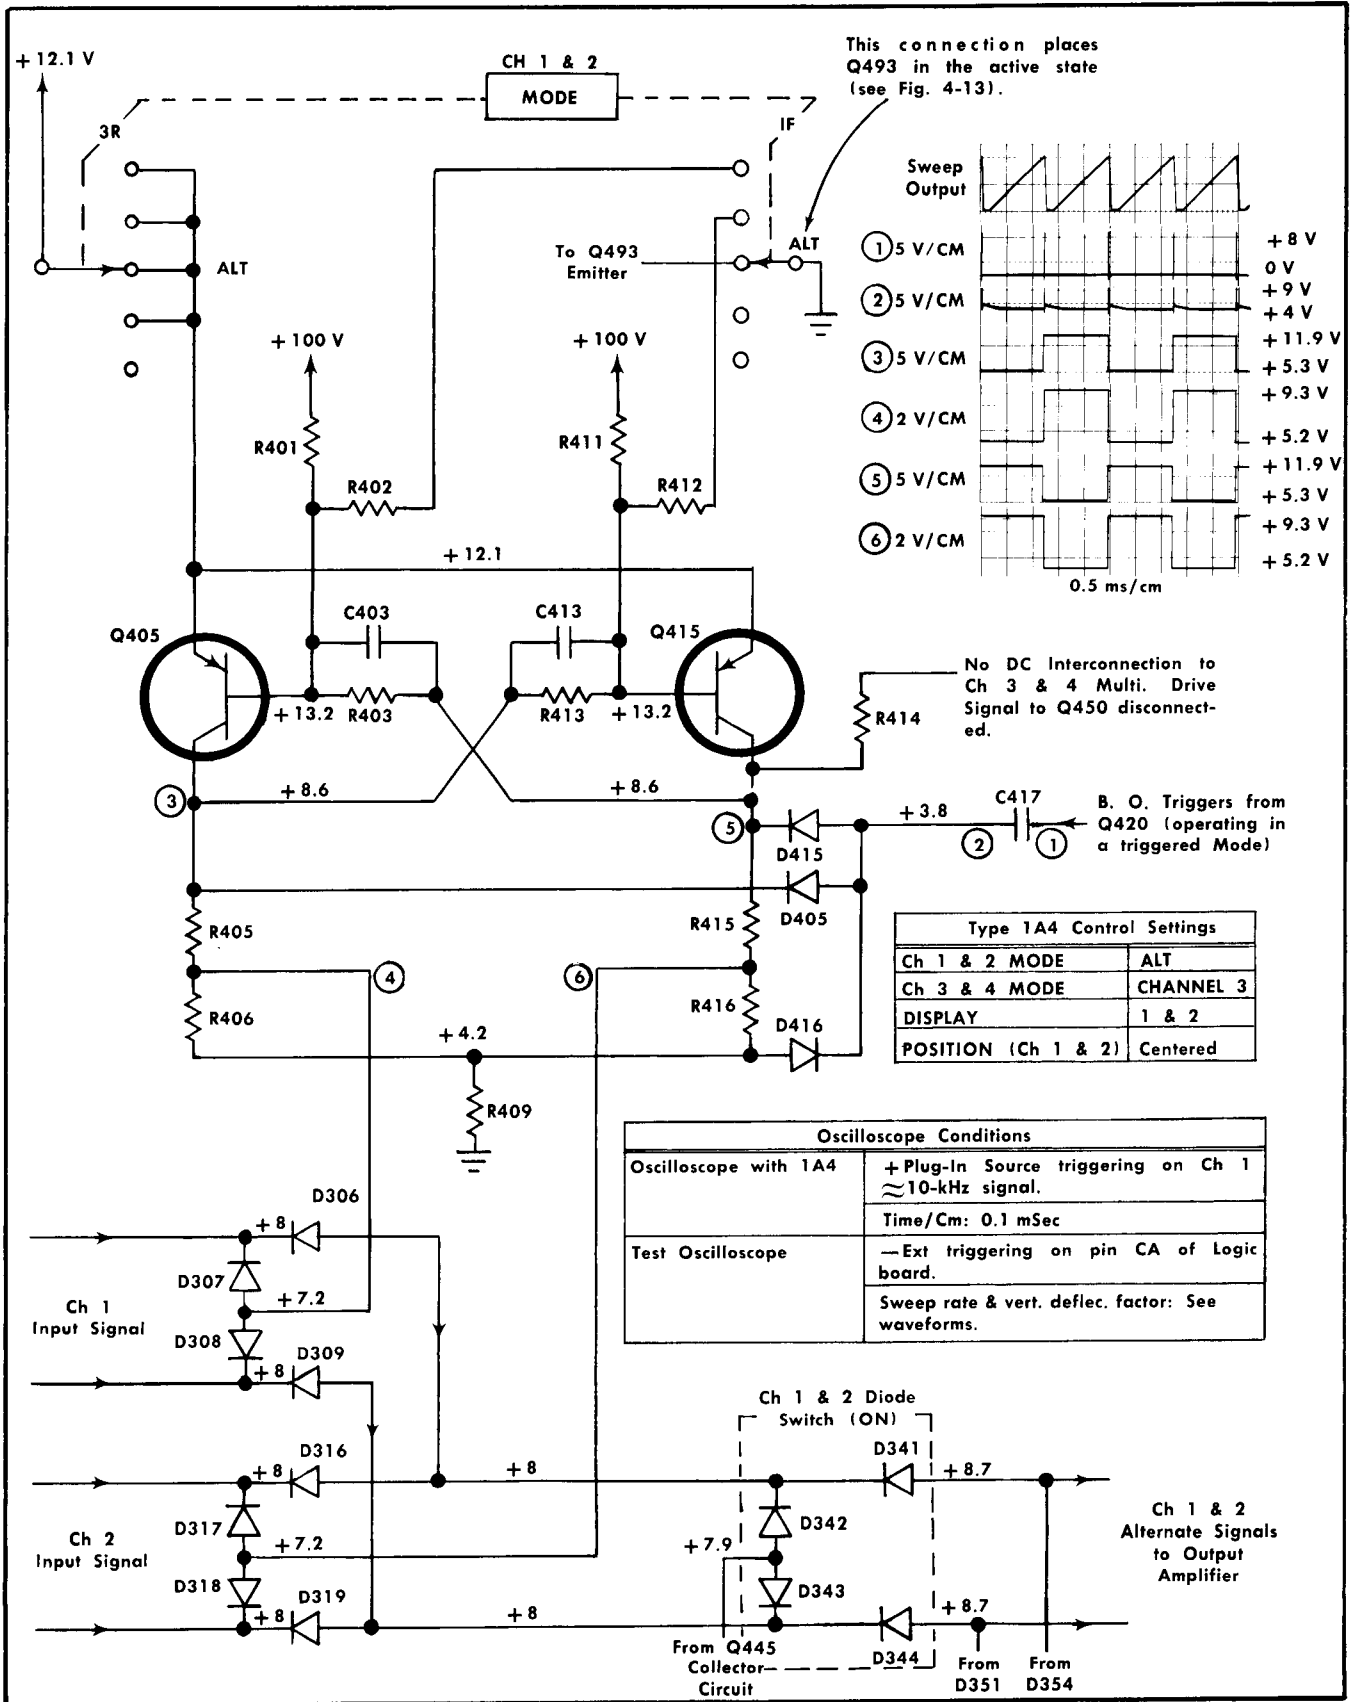 + 12.1 V
CH 1 & 2
MODE
This connection places
Q493 in the active state
(see Fig. 4-13).
3R
IF
ALT
To Q493
Emitter
ALT
Sweep
Output
1 5 V/CM
+ 8 V
0 V
2 5 V/CM
+ 9 V
+ 4 V
3 5 V/CM
+ 11.9 V
+ 5.3 V
4 2 V/CM
+ 9.3 V
+ 5.2 V
5 5 V/CM
+ 11.9 V
+ 5.3 V
6 2 V/CM
+ 9.3 V
+ 5.2 V
0.5 ms/cm
+ 100 V
+ 100 V
R401
R411
R402
R412
+ 12.1
Q405
C403
C413
Q415
+ 13.2
R403
R413
+ 13.2
R414
No DC Interconnection to
Ch 3 & 4 Multi. Drive
Signal to Q450 disconnect-
ed.
3
+ 8.6
+ 8.6
5
D415
+ 3.8
C417
2
1
B. O. Triggers from
Q420 (operating in
a triggered Mode)
D405
R405
R415
4
6
R406
R416
D416
+ 4.2
R409
Type 1A4 Control Settings
Ch 1 & 2 MODE ALT
Ch 3 & 4 MODE CHANNEL 3
DISPLAY 1 & 2
POSITION (Ch 1 & 2) Centered
Oscilloscope Conditions
Oscilloscope with 1A4
+ Plug-In Source triggering on Ch 1
≈10-kHz signal.
Time/Cm: 0.1 mSec
Test Oscilloscope
—Ext triggering on pin CA of Logic
board.
Sweep rate & vert. deflec. factor: See
waveforms.
D306
+ 8
D307
+ 7.2
Ch 1
Input Signal
D308
+ 8
D309
Ch 1 & 2 Diode
Switch (ON)
D316
+ 8
+ 8
D341
+ 8.7
Ch 2
Input Signal
D317
+ 7.2
D342
+ 7.9
Ch 1 & 2
Alternate Signals
to Output
Amplifier
D318
D319
+ 8
+ 8
D343
+ 8.7
D344
From Q445
Collector
Circuit
From
D351
From
D354